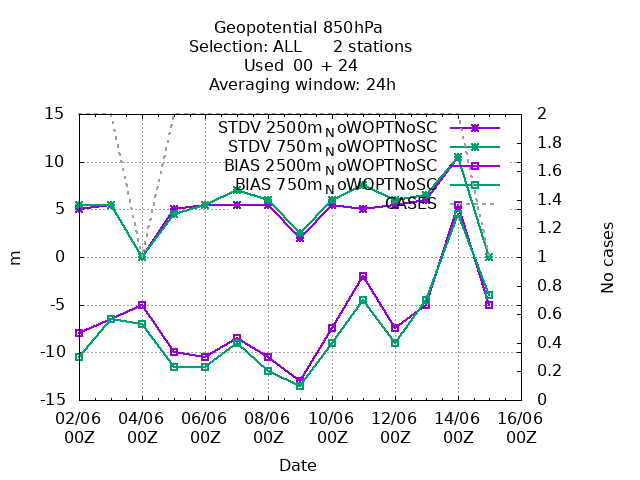 Geopotential 850hPa
Selection: ALL 2 stations
Used 00 + 24
Averaging window: 24h
STDV 2500m_NoWOPTNoSC
STDV 750m_NoWOPTNoSC
BIAS 2500m_NoWOPTNoSC
BIAS 750m_NoWOPTNoSC
CASES
15
10
5
0
-5
-10
-15
m
2
1.8
1.6
1.4
1.2
1
0.8
0.6
0.4
0.2
0
No cases
02/06 04/06 06/06 08/06 10/06 12/06 14/06 16/06
00Z 00Z 00Z 00Z 00Z 00Z 00Z 00Z
Date